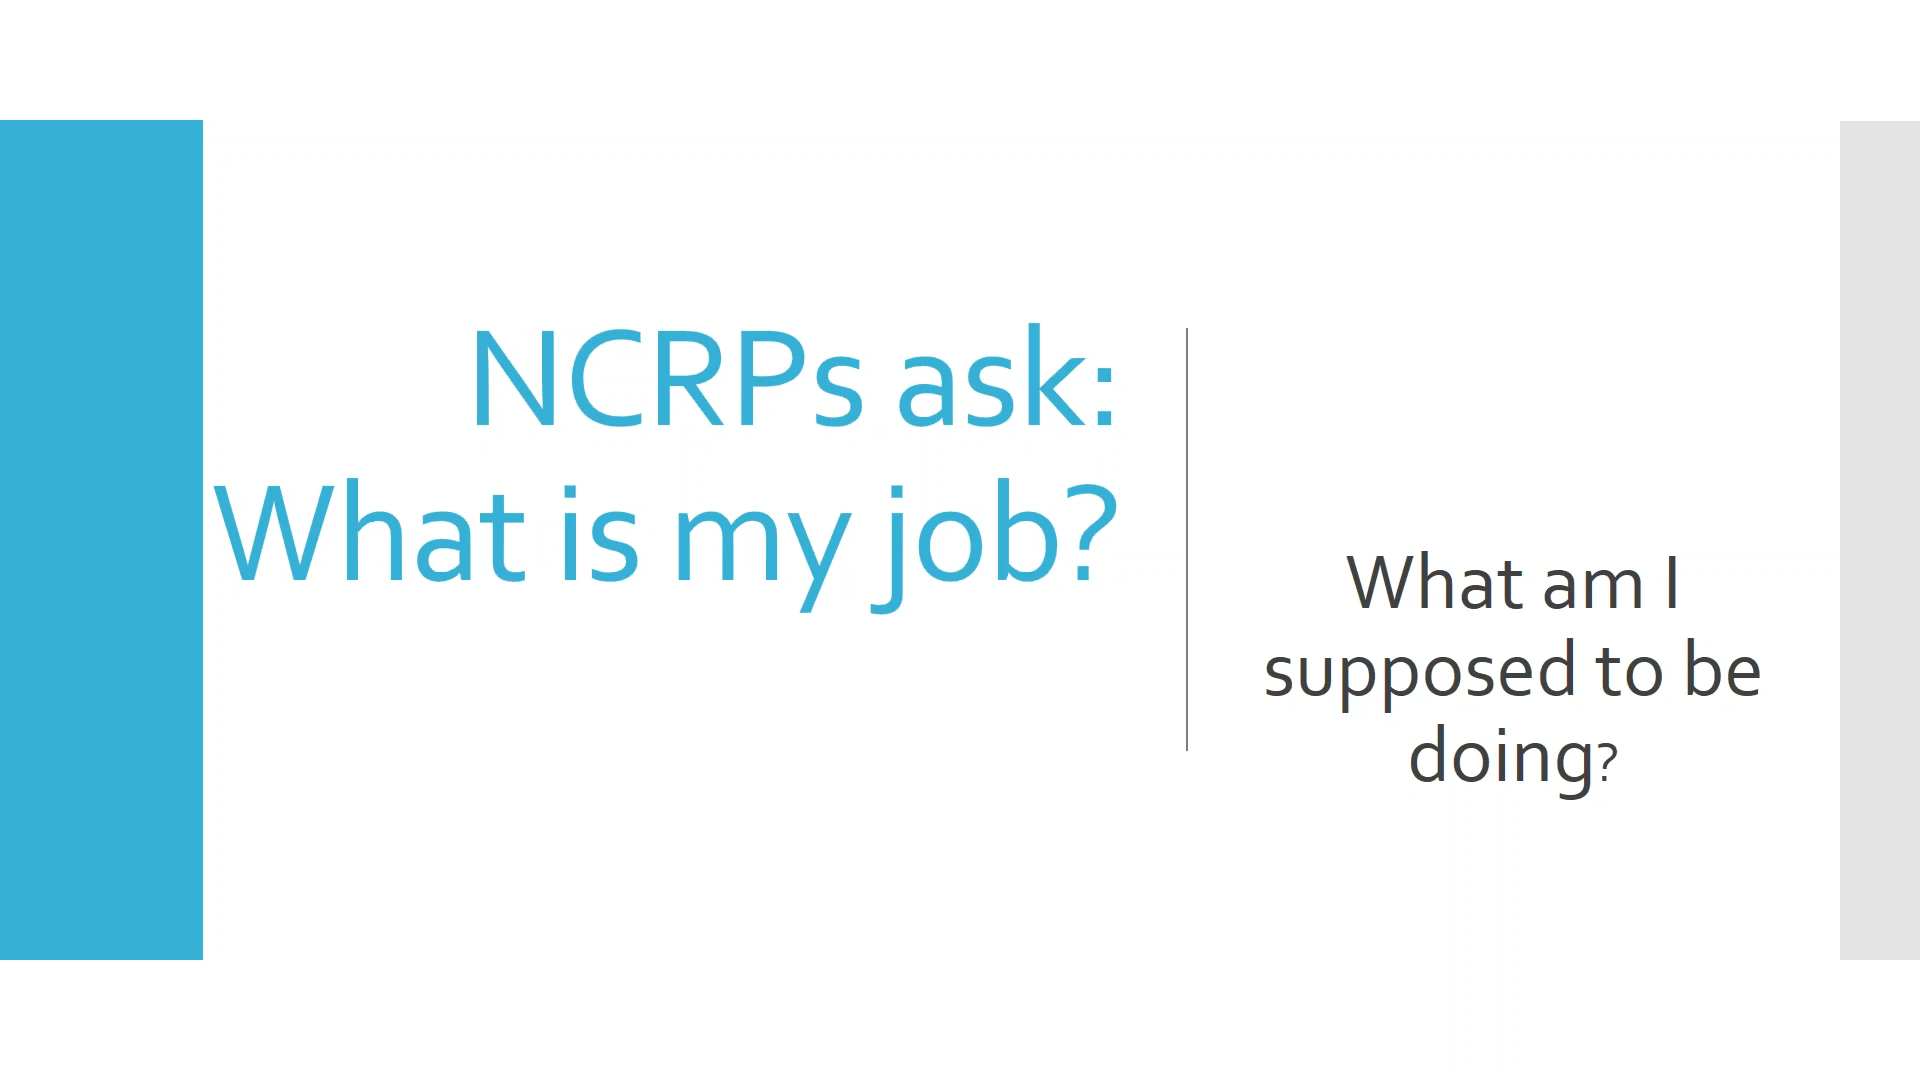 NCRPs ask:
What is my job?
What am I
supposed to be
doing?